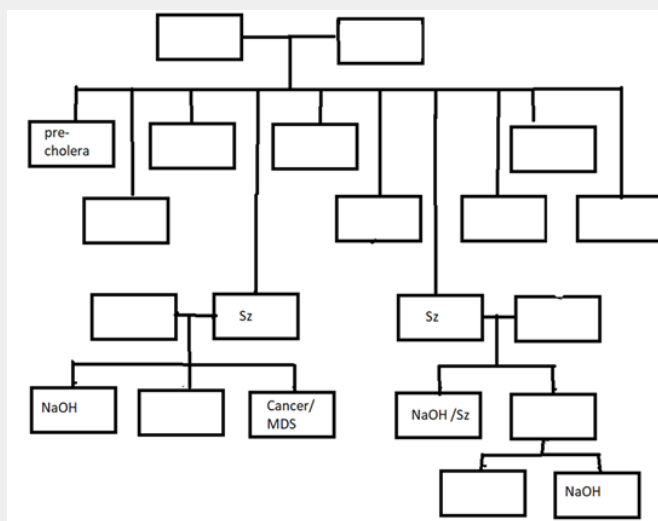 pre-
cholera
Sz
Sz
NaOH
Cancer/
MDS
NaOH /Sz
NaOH